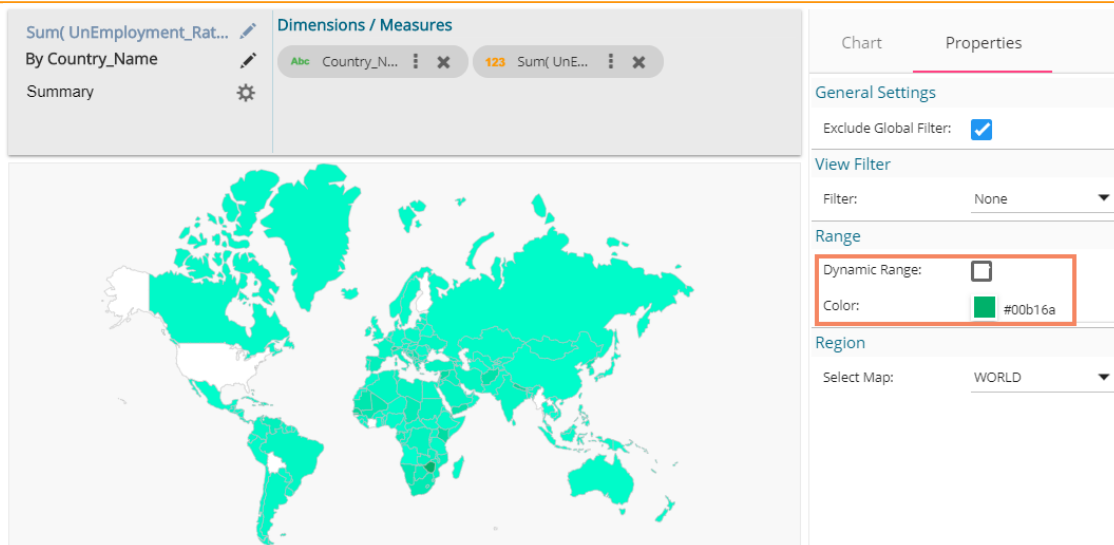 Sum( UnEmployment_Rat...
By Country_Name
Summary
Dimensions / Measures
Abc Country_N...
123 Sum( UnE...
Chart Properties
General Settings
Exclude Global Filter:
View Filter
Filter: None
Range
Dynamic Range:
Color: #00b16a
Region
Select Map: WORLD